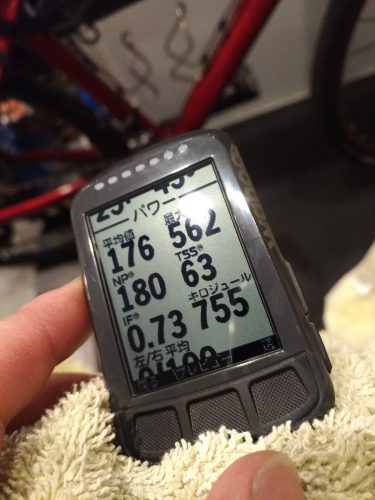 パワー
平均値 最大
176 562
NP® TSS®
180 63
IF® キロジュール
0.73 755
左/右 平均
wahoo